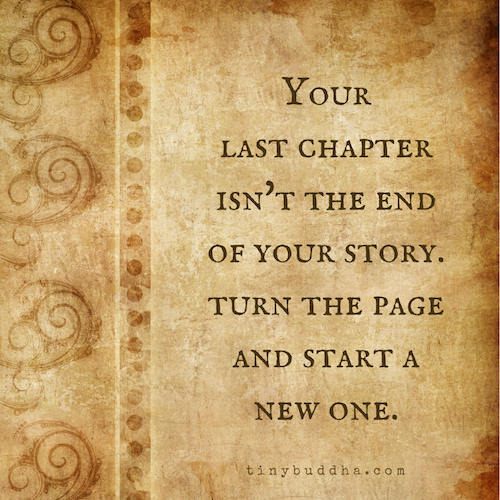 Your
last chapter
isn't the end
of your story.
turn the page
and start a
new one.
tinybuddha.com